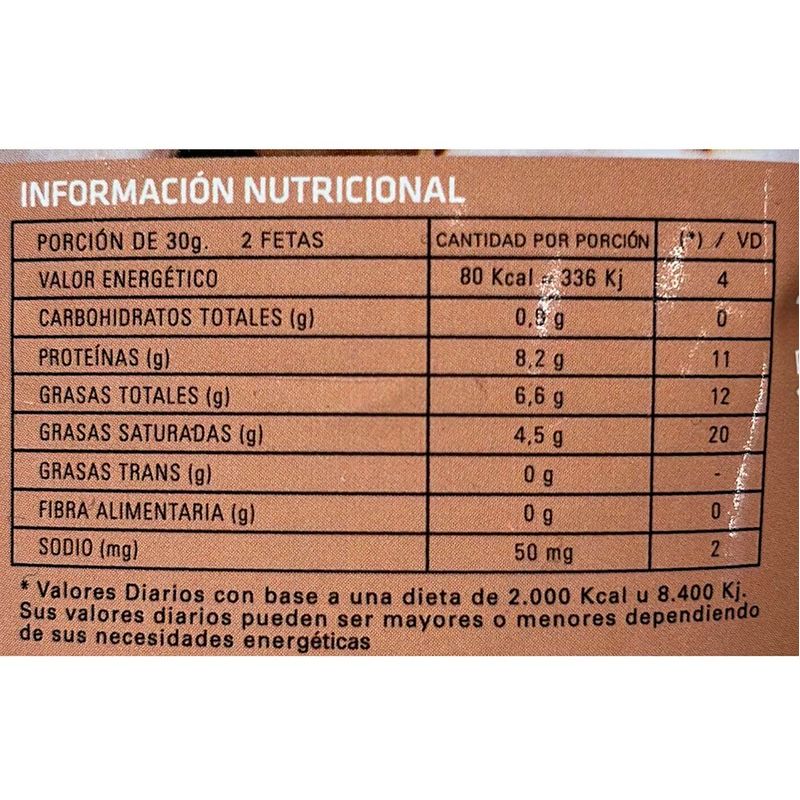 INFORMACIÓN NUTRICIONAL
PORCIÓN DE 30g. 2 FETAS CANTIDAD POR PORCIÓN (*) / VD
VALOR ENERGÉTICO 80 Kcal 336 Kj 4
CARBOHIDRATOS TOTALES (g) g 0
PROTEÍNAS (g) 8,2 g 11
GRASAS TOTALES (g) 6,6 g 12
GRASAS SATURADAS (g) 4,5 g 20
GRASAS TRANS (g) 0 g -
FIBRA ALIMENTARIA (g) 0 g 0
SODIO (mg) 50 mg 2
* Valores Diarios con base a una dieta de 2.000 Kcal u 8.400 Kj.
Sus valores diarios pueden ser mayores o menores dependiendo
de sus necesidades energéticas